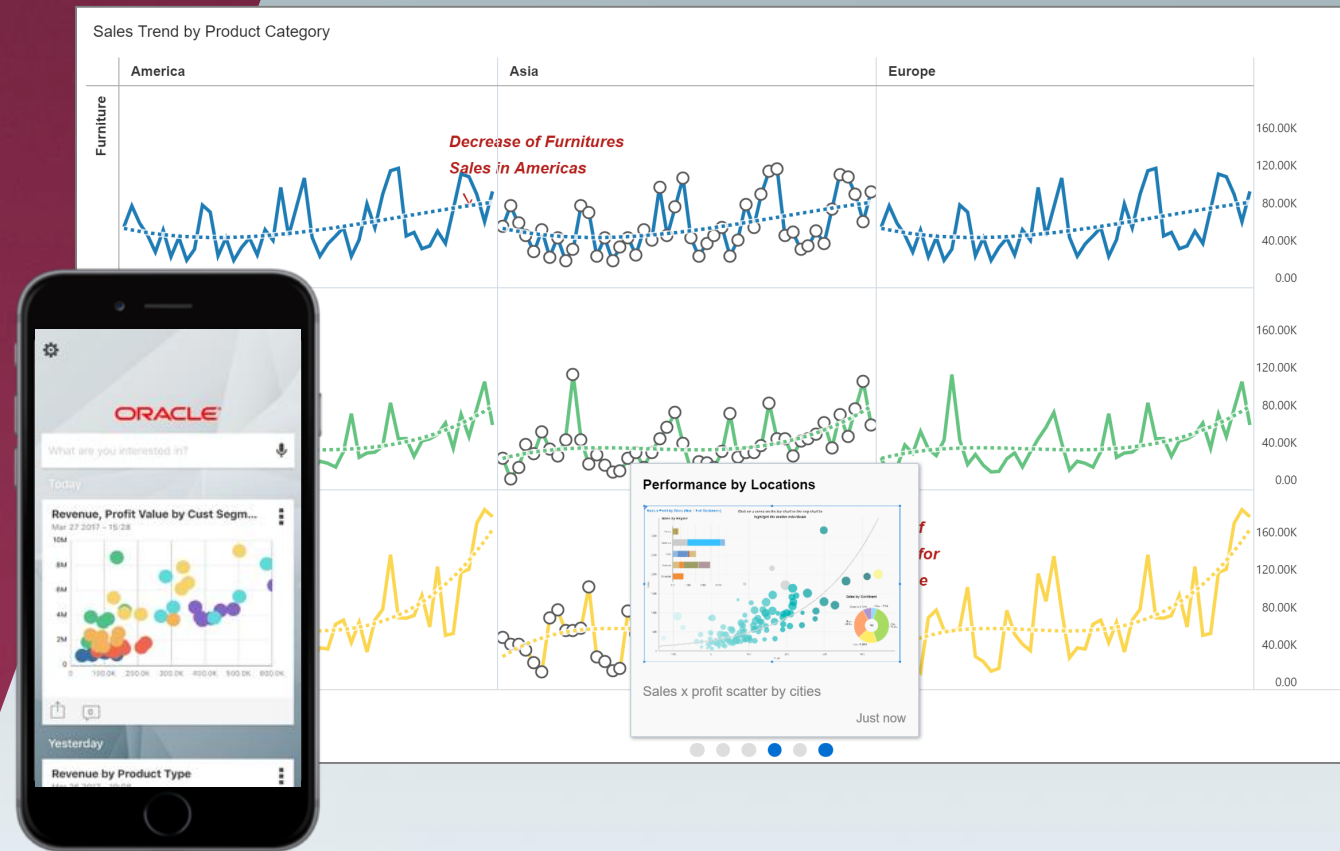 Sales Trend by Product Category
America
Asia
Europe
Furniture
Decrease of Furnitures
Sales in Americas
160.00K
120.00K
80.00K
40.00K
0.00
160.00K
120.00K
80.00K
40.00K
0.00
f
for
e
160.00K
120.00K
80.00K
40.00K
0.00
ORACLE
What are you interested in?
Today
Revenue, Profit Value by Cust Segm...
Mar 27 2017 - 15:28
10M
8M
6M
4M
2M
0
0
100.0K
200.0K
300.0K
400.0K
500.0K
600.0K
0
Yesterday
Revenue by Product Type
Performance by Locations
Sales x profit scatter by cities
Just now